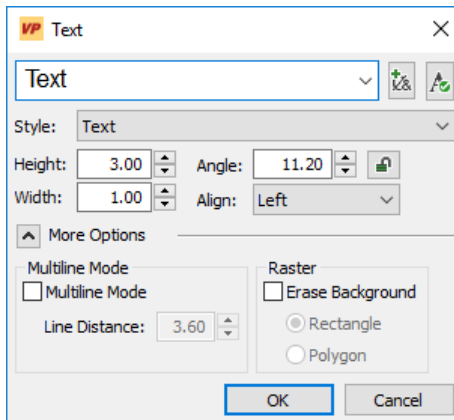 VP Text
Text
Style: Text
Height: 3.00 Angle: 11.20
Width: 1.00 Align: Left
More Options
Multiline Mode Raster
Multiline Mode Erase Background
Line Distance: 3.60 Rectangle
Polygon
OK Cancel